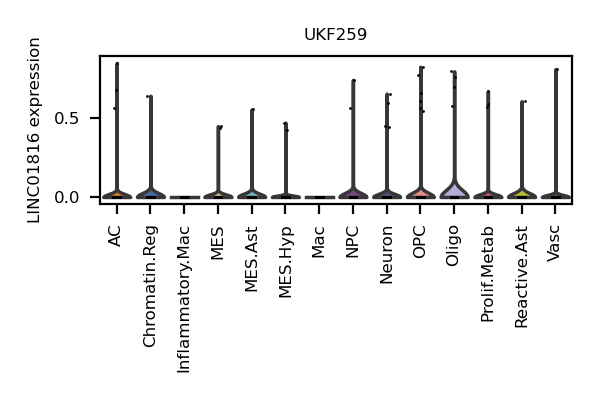 UKF259
LINC01816 expression
0.5
0.0
AC
Chromatin.Reg
Inflammatory.Mac
MES
MES.Ast
MES.Hyp
Mac
NPC
Neuron
OPC
Oligo
Prolif.Metab
Reactive.Ast
Vasc